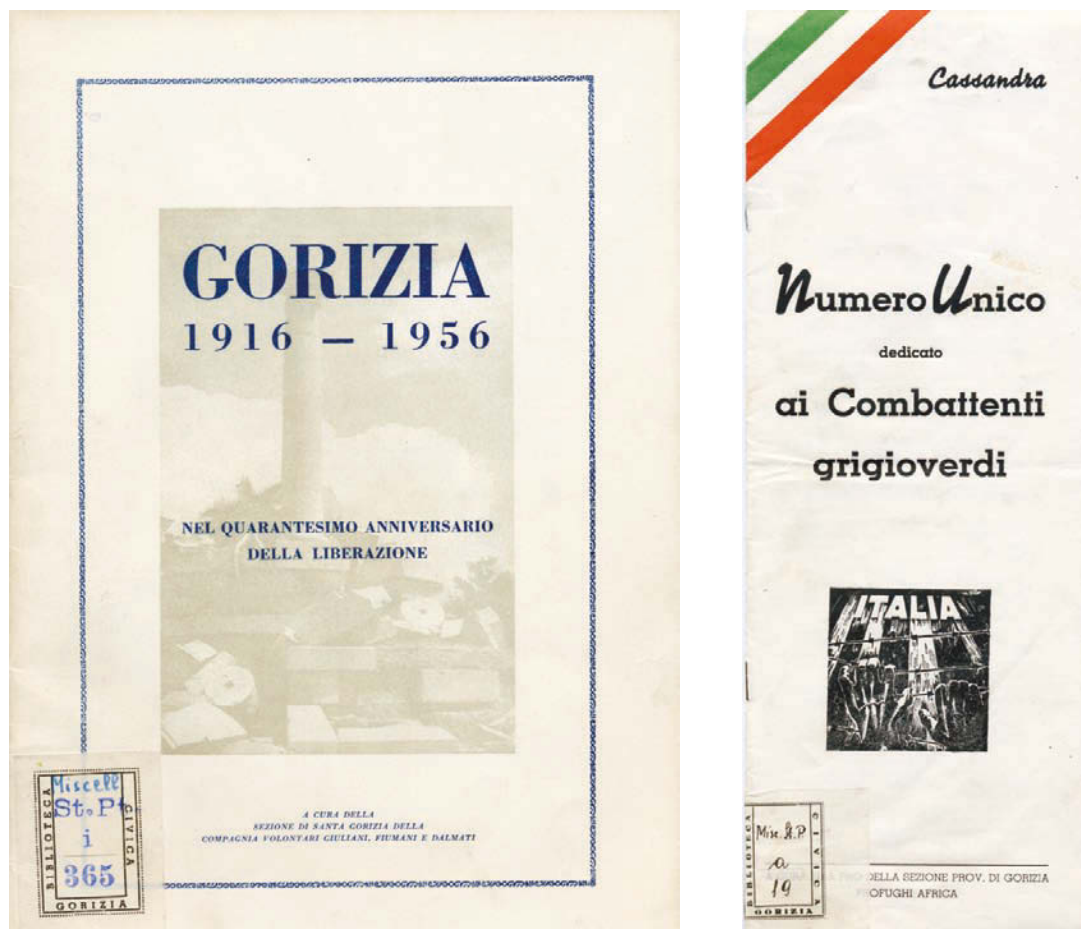 GORIZIA
1916 — 1956
NEL QUARANTESIMO ANNIVERSARIO
DELLA LIBERAZIONE
A CURA DELLA
SEZIONE DI SANTA GORIZIA DELLA
COMPAGNIA VOLONTARI GIULIANI, FIUMANI E DALMATI
BIBLIOTECA
CIVICA
Miscell
St. Pt
i
365
GORIZIA
Cassandra
Numero Unico
dedicato
ai Combattenti
grigioverdi
ITALIA
BIBLIOTECA
CIVICA
Misc. St. P.
a
19
GORIZIA
DELLA SEZIONE PROV. DI GORIZIA
PROFUGHI AFRICA